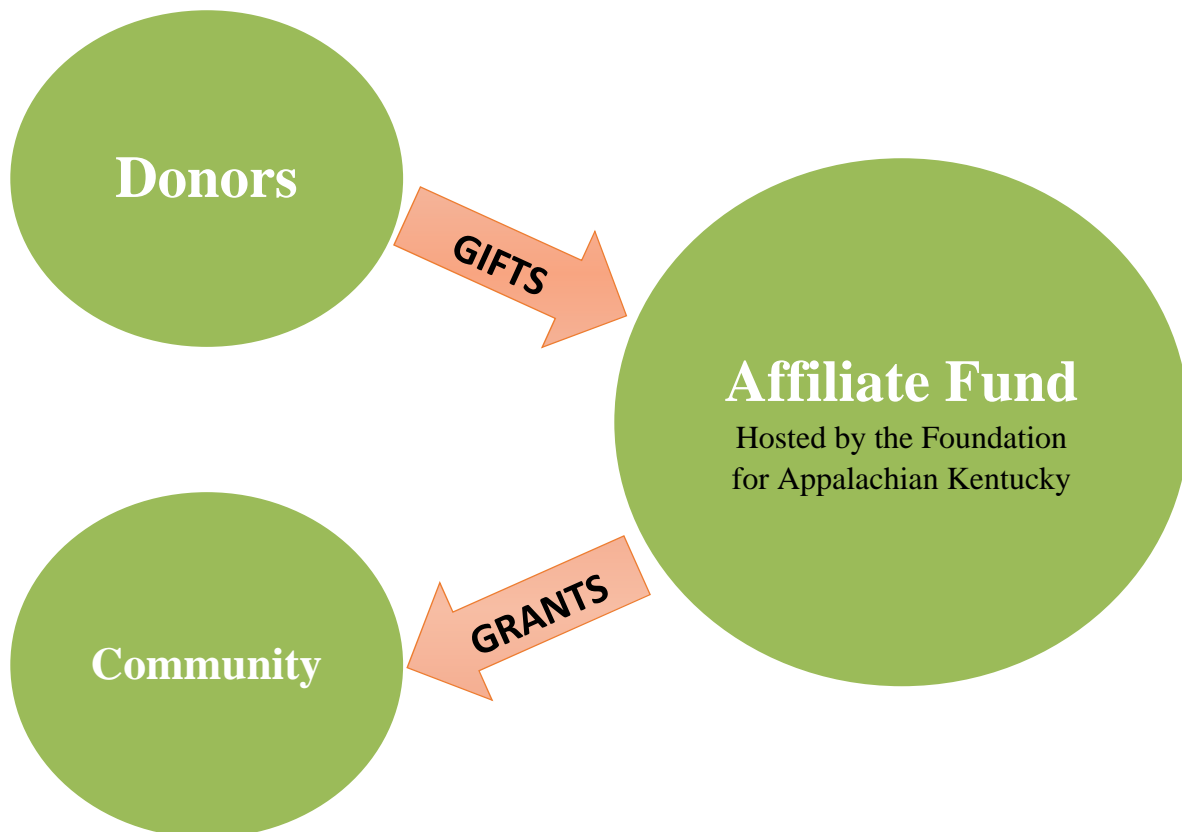 Donors
GIFTS
Affiliate Fund
Hosted by the Foundation
for Appalachian Kentucky
GRANTS
Community